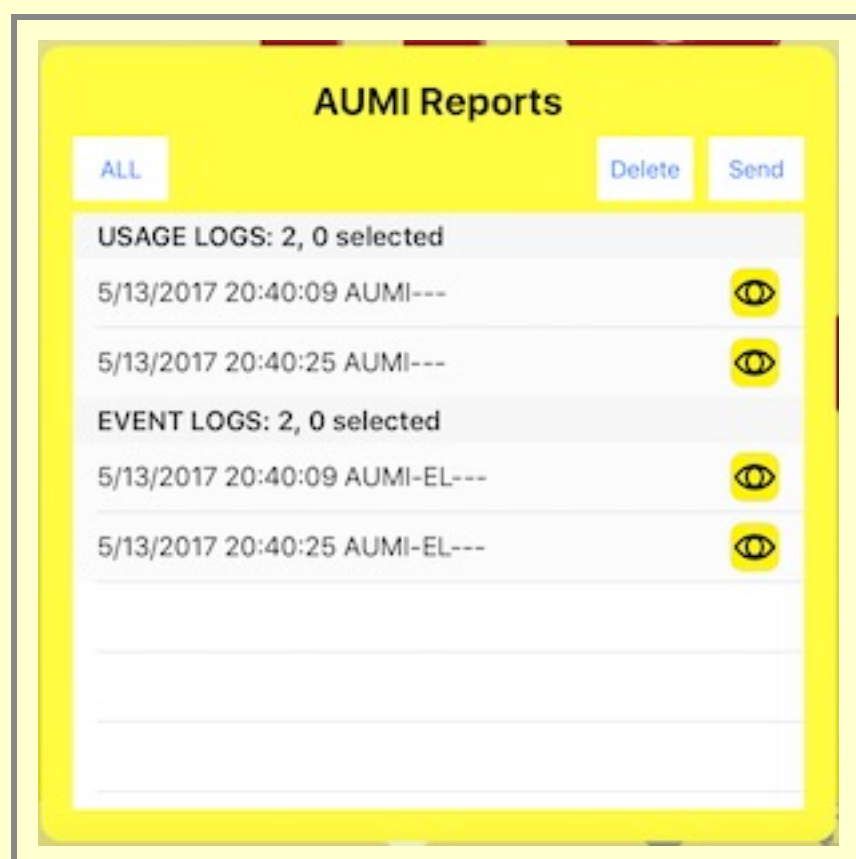 AUMI Reports
ALL Delete Send
USAGE LOGS: 2, 0 selected
5/13/2017 20:40:09 AUMI---
5/13/2017 20:40:25 AUMI---
EVENT LOGS: 2, 0 selected
5/13/2017 20:40:09 AUMI-EL---
5/13/2017 20:40:25 AUMI-EL---